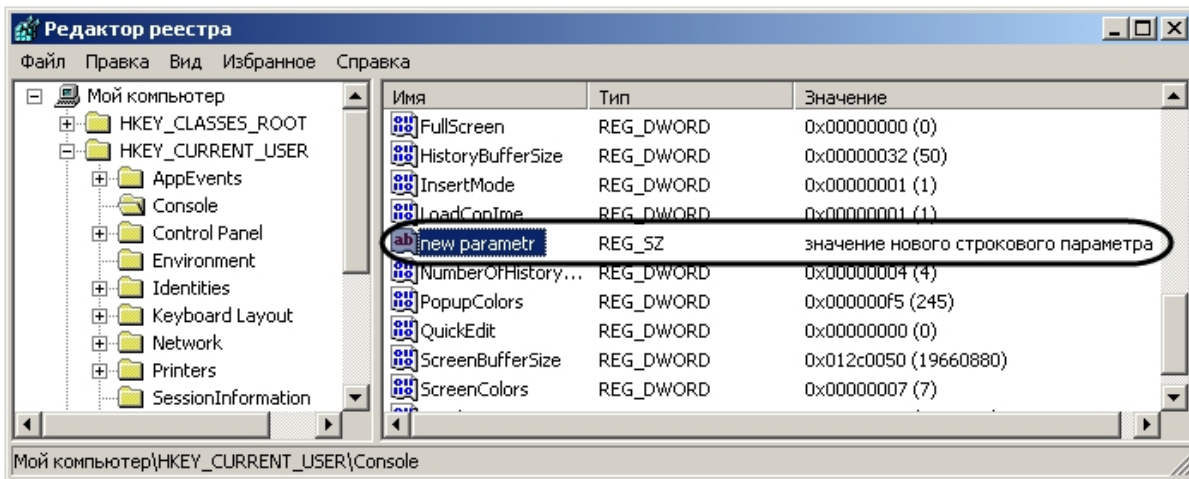 Редактор реестра
Файл Правка Вид Избранное Справка
Мой компьютер
HKEY_CLASSES_ROOT
HKEY_CURRENT_USER
AppEvents
Console
Control Panel
Environment
Identities
Keyboard Layout
Network
Printers
SessionInformation
Имя Тип Значение
FullScreen REG_DWORD 0x00000000 (0)
HistoryBufferSize REG_DWORD 0x00000032 (50)
InsertMode REG_DWORD 0x00000001 (1)
LoadConIme REG_DWORD 0x00000001 (1)
new parametr REG_SZ значение нового строкового параметра
NumberOfHistory... REG_DWORD 0x00000004 (4)
PopupColors REG_DWORD 0x000000f5 (245)
QuickEdit REG_DWORD 0x00000000 (0)
ScreenBufferSize REG_DWORD 0x012c0050 (19660880)
ScreenColors REG_DWORD 0x00000007 (7)
Мой компьютер\HKEY_CURRENT_USER\Console